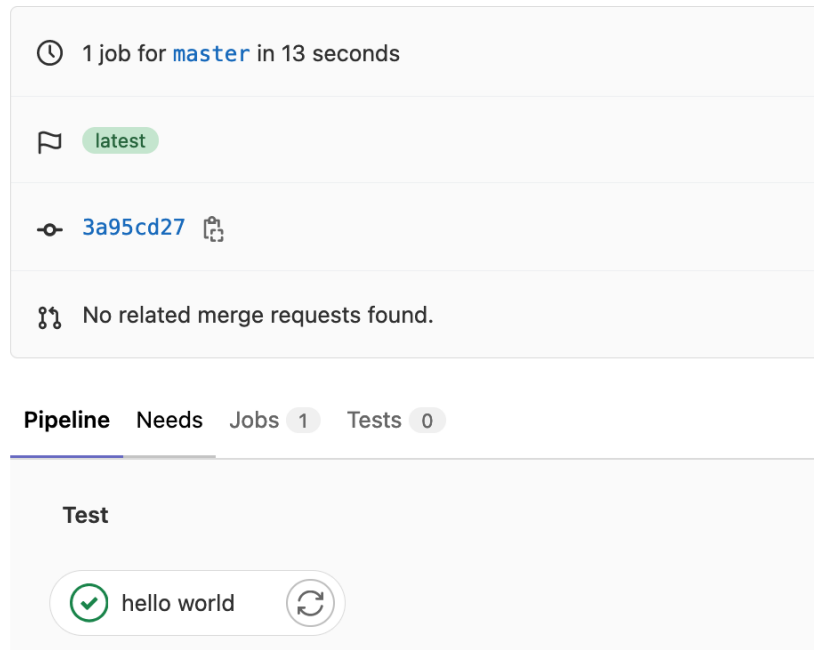 1 job for master in 13 seconds
latest
3a95cd27
No related merge requests found.
Pipeline Needs Jobs 1 Tests 0
Test
hello world